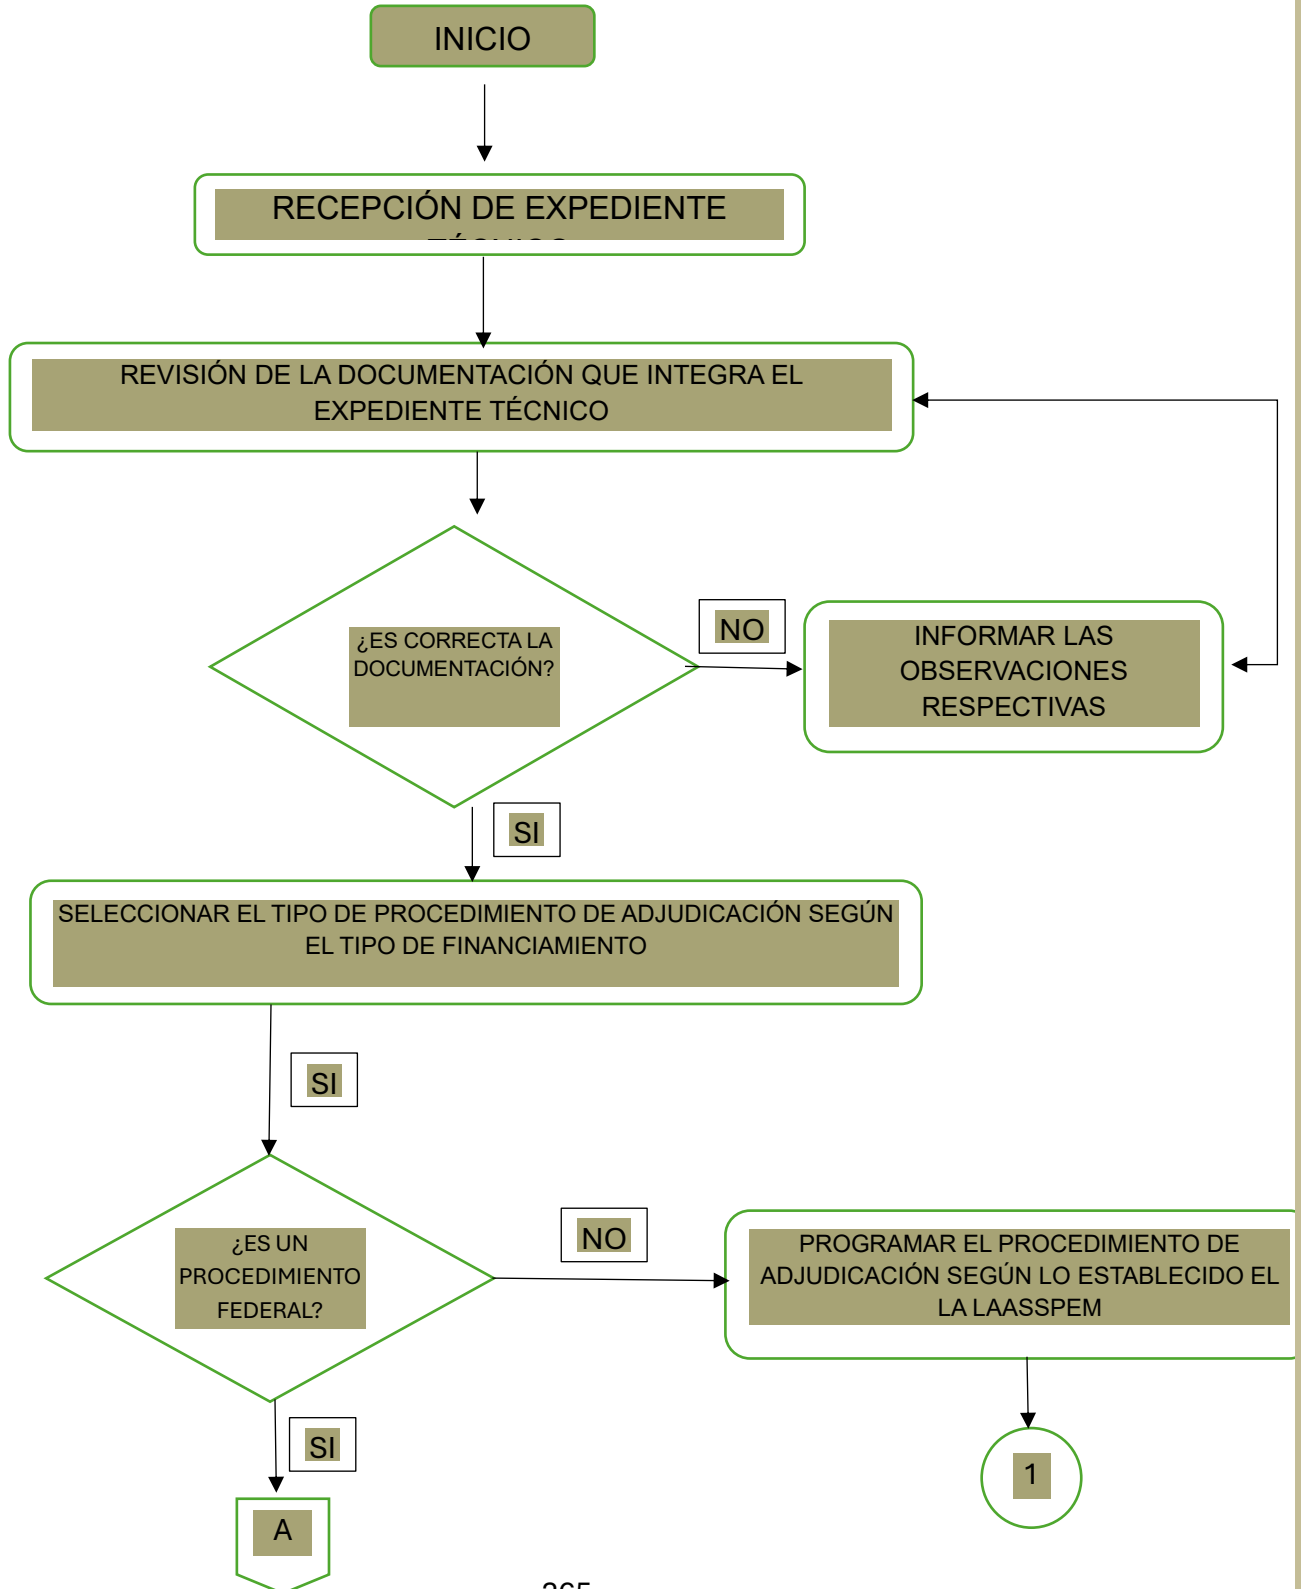 INICIO
RECEPCIÓN DE EXPEDIENTE
REVISIÓN DE LA DOCUMENTACIÓN QUE INTEGRA EL
EXPEDIENTE TÉCNICO
¿ES CORRECTA LA
DOCUMENTACIÓN?
NO
INFORMAR LAS
OBSERVACIONES
RESPECTIVAS
SI
SELECCIONAR EL TIPO DE PROCEDIMIENTO DE ADJUDICACIÓN SEGÚN
EL TIPO DE FINANCIAMIENTO
SI
¿ES UN
PROCEDIMIENTO
FEDERAL?
NO
PROGRAMAR EL PROCEDIMIENTO DE
ADJUDICACIÓN SEGÚN LO ESTABLECIDO EL
LA LAASSPEM
SI
1
A